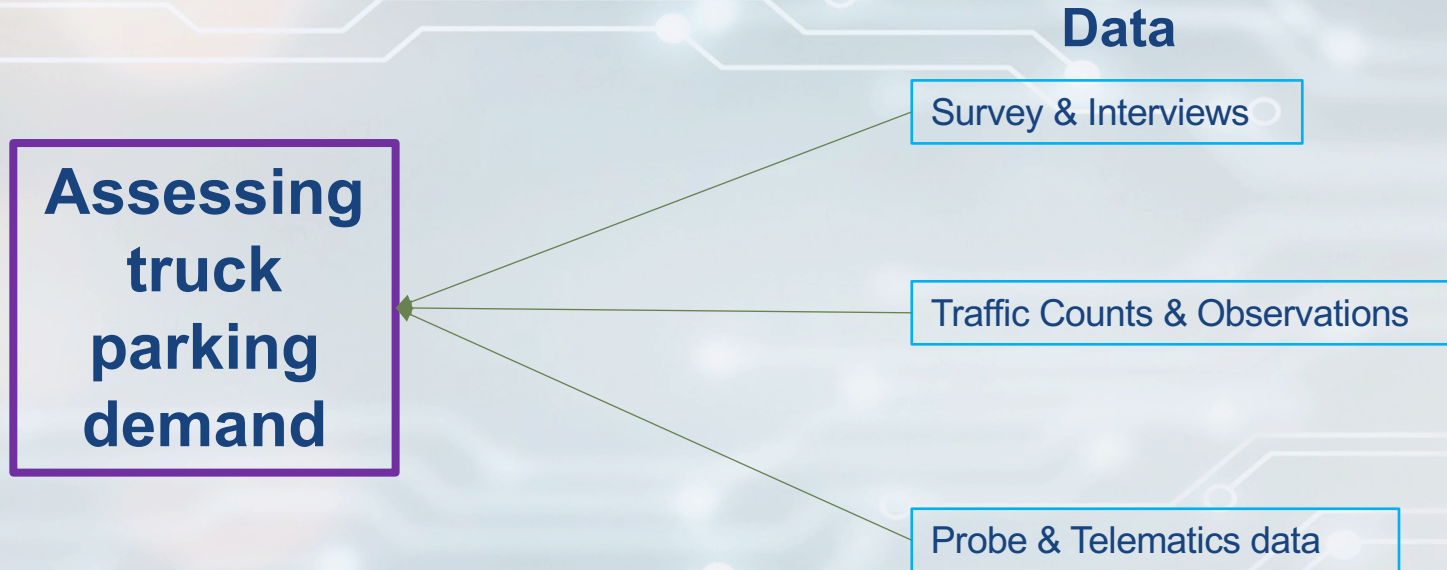 Data
Survey & Interviews
Assessing
truck
parking
demand
Traffic Counts & Observations
Probe & Telematics data